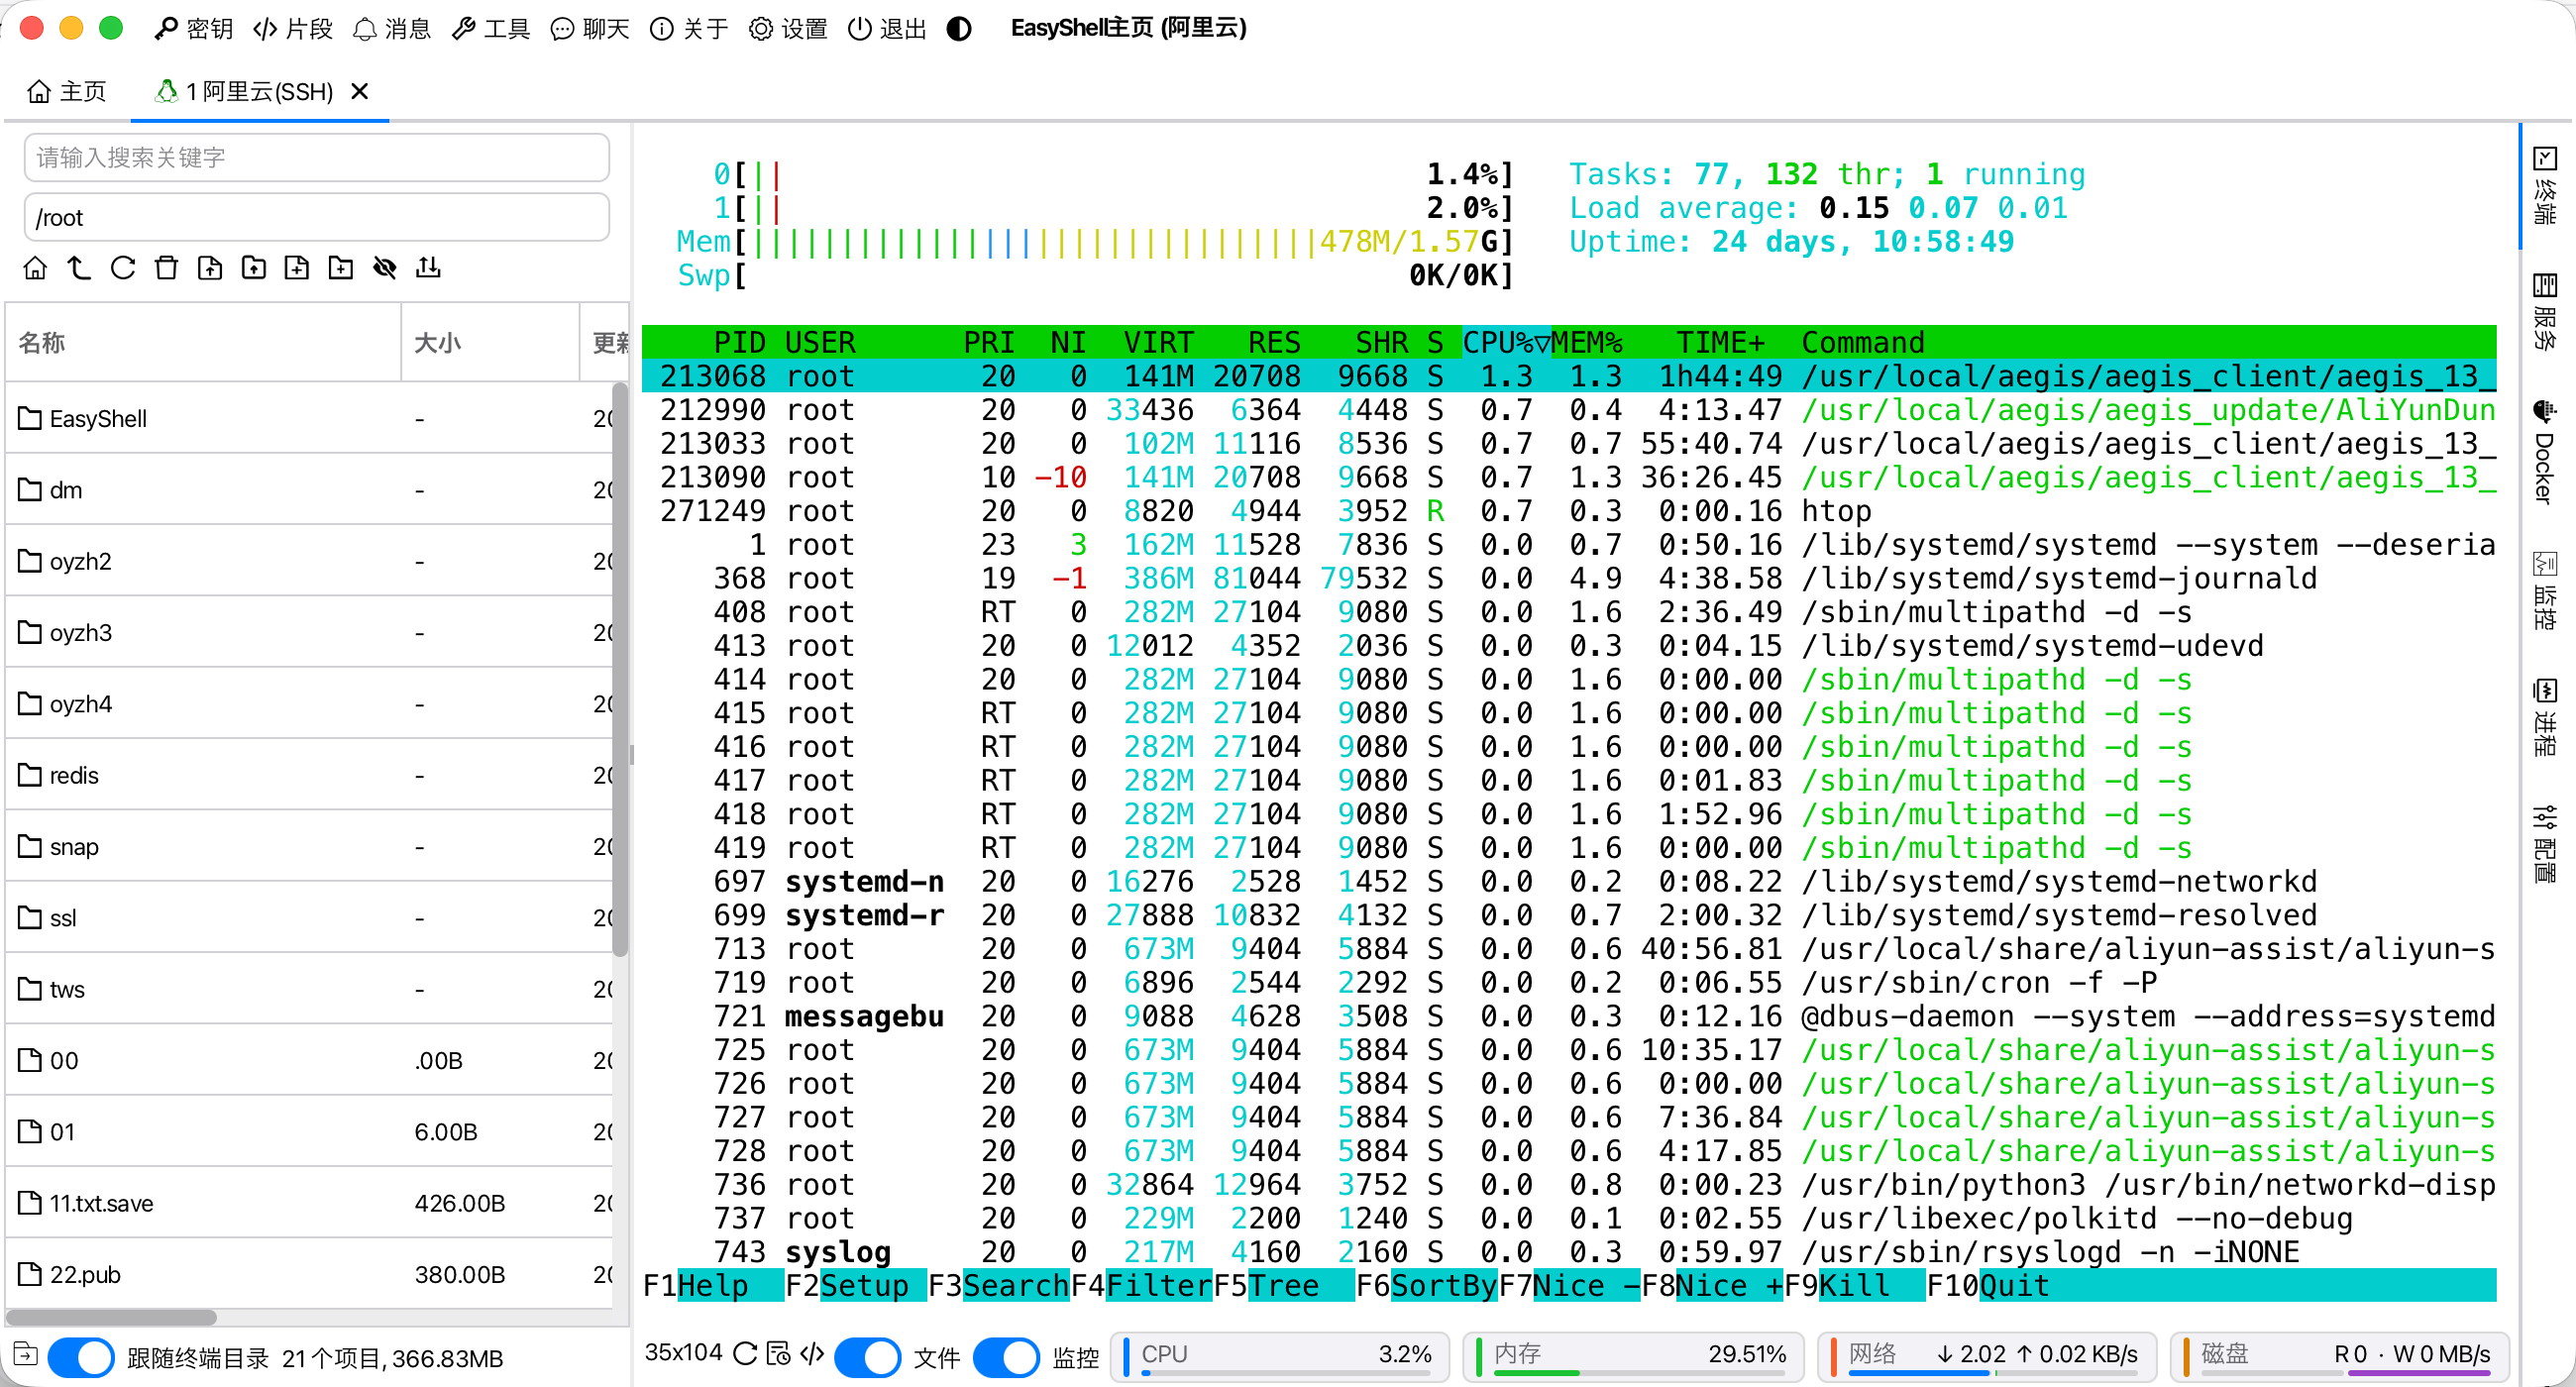 密钥 片段 消息 工具 聊天 关于 设置 退出 EasyShell主页 (阿里云)
主页 1 阿里云(SSH)
请输入搜索关键字
/root
名称 大小
EasyShell -
dm -
oyzh2 -
oyzh3 -
oyzh4 -
redis -
snap -
ssl -
tws -
00 .00B
01 6.00B
11.txt.save 426.00B
22.pub 380.00B
跟随终端目录 21个项目, 366.83MB
0[|| 1.4%] Tasks: 77, 132 thr; 1 running
1[|| 2.0%] Load average: 0.15 0.07 0.01
Mem[||||||||||||||||||||||||||||||||478M/1.57G] Uptime: 24 days, 10:58:49
Swp[ 0K/0K]
PID USER PRI NI VIRT RES SHR S CPU%▽MEM% TIME+ Command
213068 root 20 0 141M 20708 9668 S 1.3 1.3 1h44:49 /usr/local/aegis/aegis_client/aegis_13_
212990 root 20 0 33436 6364 4448 S 0.7 0.4 4:13.47 /usr/local/aegis/aegis_update/AliYunDun
213033 root 20 0 102M 11116 8536 S 0.7 0.7 55:40.74 /usr/local/aegis/aegis_client/aegis_13_
213090 root 10 -10 141M 20708 9668 S 0.7 1.3 36:26.45 /usr/local/aegis/aegis_client/aegis_13_
271249 root 20 0 8820 4944 3952 R 0.7 0.3 0:00.16 htop
1 root 23 3 162M 11528 7836 S 0.0 0.7 0:50.16 /lib/systemd/systemd --system --deseria
368 root 19 -1 386M 81044 79532 S 0.0 4.9 4:38.58 /lib/systemd/systemd-journald
408 root RT 0 282M 27104 9080 S 0.0 1.6 2:36.49 /sbin/multipathd -d -s
413 root 20 0 12012 4352 2036 S 0.0 0.3 0:04.15 /lib/systemd/systemd-udevd
414 root 20 0 282M 27104 9080 S 0.0 1.6 0:00.00 /sbin/multipathd -d -s
415 root RT 0 282M 27104 9080 S 0.0 1.6 0:00.00 /sbin/multipathd -d -s
416 root RT 0 282M 27104 9080 S 0.0 1.6 0:00.00 /sbin/multipathd -d -s
417 root RT 0 282M 27104 9080 S 0.0 1.6 0:01.83 /sbin/multipathd -d -s
418 root RT 0 282M 27104 9080 S 0.0 1.6 1:52.96 /sbin/multipathd -d -s
419 root RT 0 282M 27104 9080 S 0.0 1.6 0:00.00 /sbin/multipathd -d -s
697 systemd-n 20 0 16276 2528 1452 S 0.0 0.2 0:08.22 /lib/systemd/systemd-networkd
699 systemd-r 20 0 27888 10832 4132 S 0.0 0.7 2:00.32 /lib/systemd/systemd-resolved
713 root 20 0 673M 9404 5884 S 0.0 0.6 40:56.81 /usr/local/share/aliyun-assist/aliyun-s
719 root 20 0 6896 2544 2292 S 0.0 0.2 0:06.55 /usr/sbin/cron -f -P
721 messagebu 20 0 9088 4628 3508 S 0.0 0.3 0:12.16 @dbus-daemon --system --address=systemd
725 root 20 0 673M 9404 5884 S 0.0 0.6 10:35.17 /usr/local/share/aliyun-assist/aliyun-s
726 root 20 0 673M 9404 5884 S 0.0 0.6 0:00.00 /usr/local/share/aliyun-assist/aliyun-s
727 root 20 0 673M 9404 5884 S 0.0 0.6 7:36.84 /usr/local/share/aliyun-assist/aliyun-s
728 root 20 0 673M 9404 5884 S 0.0 0.6 4:17.85 /usr/local/share/aliyun-assist/aliyun-s
736 root 20 0 32864 12964 3752 S 0.0 0.8 0:00.23 /usr/bin/python3 /usr/bin/networkd-disp
737 root 20 0 229M 2200 1240 S 0.0 0.1 0:02.55 /usr/libexec/polkitd --no-debug
743 syslog 20 0 217M 4160 2160 S 0.0 0.3 0:59.97 /usr/sbin/rsyslogd -n -iNONE
F1Help F2Setup F3SearchF4FilterF5Tree F6SortByF7Nice -F8Nice +F9Kill F10Quit
35x104 文件 监控 CPU 3.2% 内存 29.51% 网络 ↓ 2.02 ↑ 0.02 KB/s 磁盘 R 0 · W 0 MB/s
终端
服务
Docker
监控
进程
配置